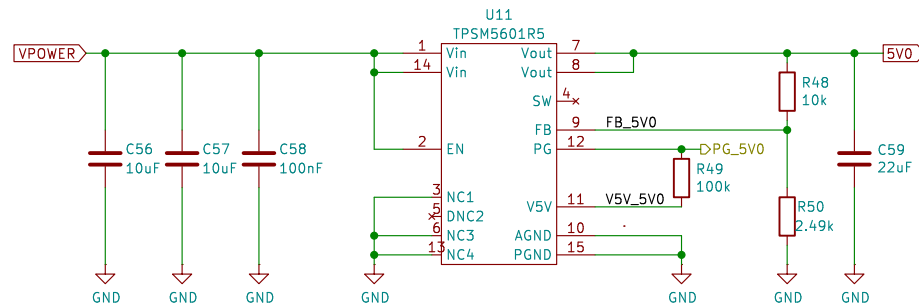 U11
TPSM5601R5
VPOWER
1
Vin
Vout
7
5V0
14
Vin
Vout
8
R48
10k
SW
4
FB
9
FB_5V0
C56
10uF
C57
10uF
C58
100nF
2
EN
PG
12
PG_5V0
C59
22uF
R49
100k
3
NC1
V5V
11
V5V_5V0
5
DNC2
R50
2.49k
6
NC3
AGND
10
13
NC4
PGND
15
GND
GND
GND
GND
GND
GND
GND